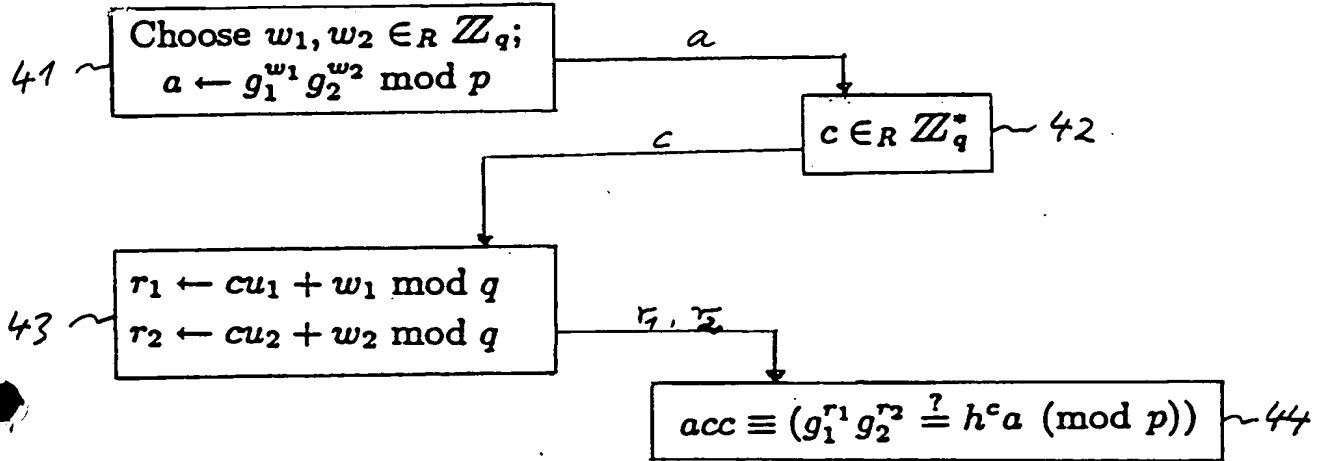 Choose w₁, w₂ ∈_R ℤ_q;
a ← g₁^{w₁} g₂^{w₂} mod p
41
a
c ∈_R ℤ_q^*
42
c
r₁ ← cu₁ + w₁ mod q
r₂ ← cu₂ + w₂ mod q
43
r₁, r₂
acc ≡ (g₁^{r₁} g₂^{r₂} ≟ h^c a (mod p))
44